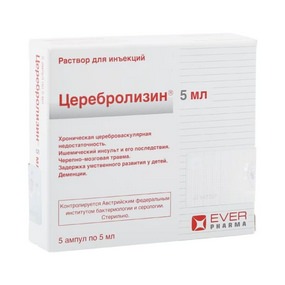 Раствор для инъекций
Церебролизин® 5 мл
Хроническая цереброваскулярная
недостаточность.
Ишемический инсульт и его последствия.
Черепно-мозговая травма.
Задержка умственного развития у детей.
Деменции.
Контролируется Австрийским федеральным
институтом бактериологии и серологии.
Стерильно.
5 ампул по 5 мл
EVER
PHARMA